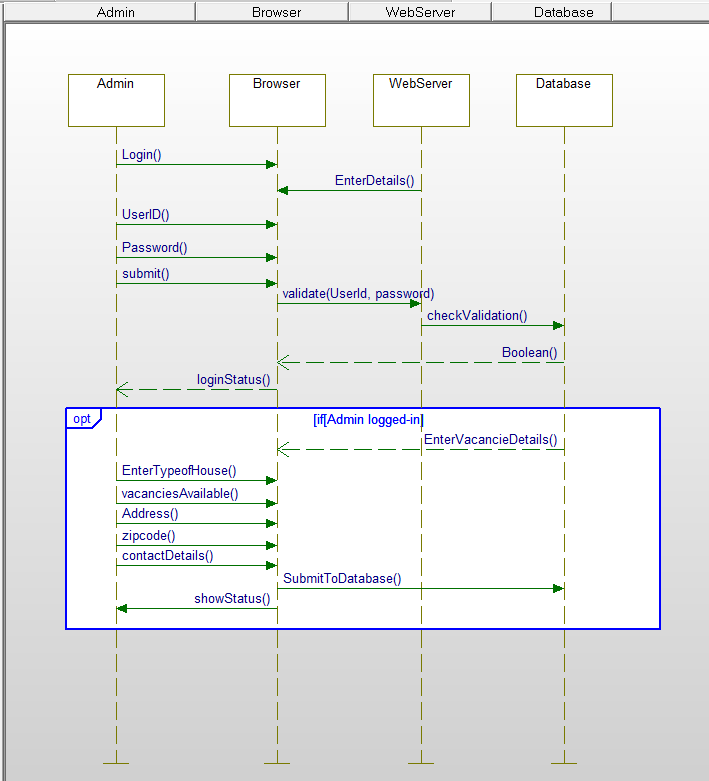 Admin Browser WebServer Database
Admin Browser WebServer Database
Login()
EnterDetails()
UserID()
Password()
submit()
validate(UserId, password)
checkValidation()
Boolean()
loginStatus()
opt if[Admin logged-in]
EnterVacancieDetails()
EnterTypeofHouse()
vacanciesAvailable()
Address()
zipcode()
contactDetails()
SubmitToDatabase()
showStatus()